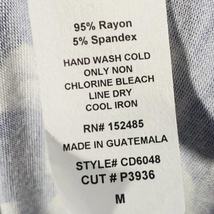 95% Rayon
5% Spandex
HAND WASH COLD
ONLY NON
CHLORINE BLEACH
LINE DRY
COOL IRON
RN# 152485
MADE IN GUATEMALA
STYLE# CD6048
CUT # P3936
M